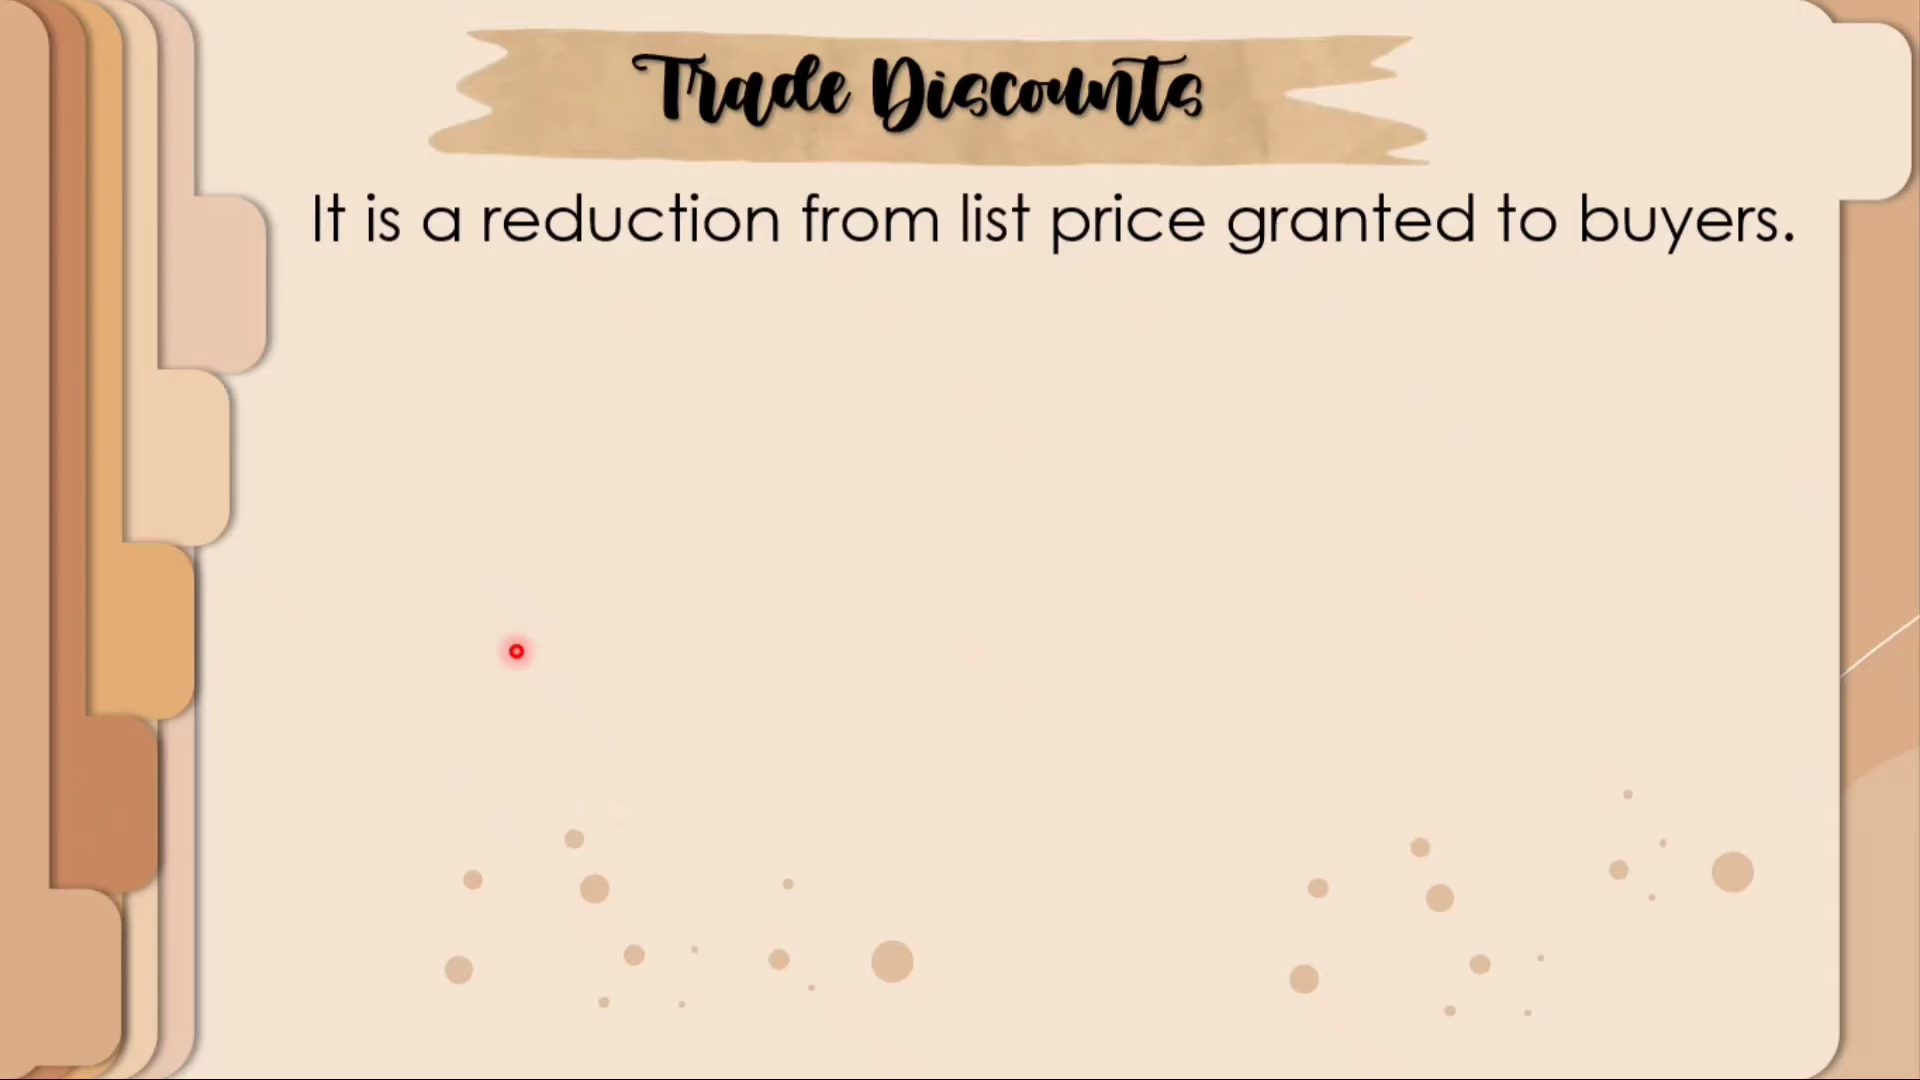 Trade Discounts
It is a reduction from list price granted to buyers.